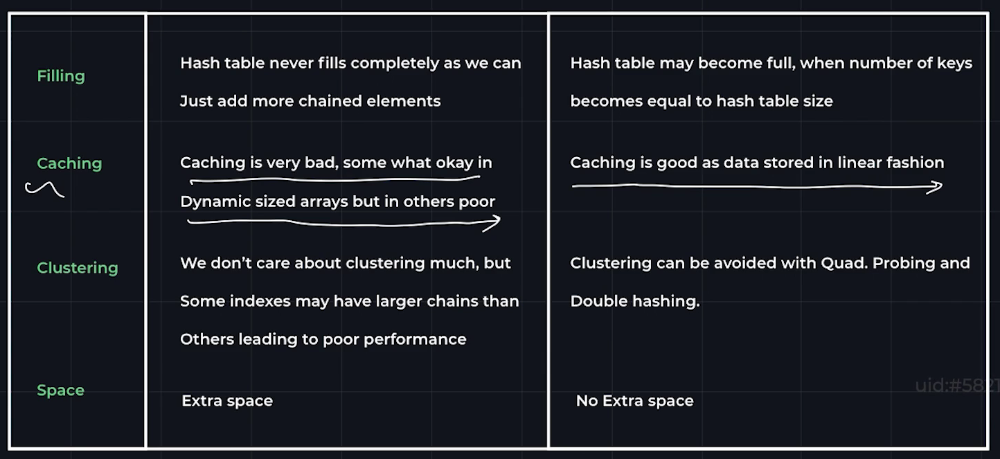 Filling
Hash table never fills completely as we can
Just add more chained elements
Hash table may become full, when number of keys
becomes equal to hash table size
Caching
Caching is very bad, some what okay in
Dynamic sized arrays but in others poor
Caching is good as data stored in linear fashion
Clustering
We don’t care about clustering much, but
Some indexes may have larger chains than
Others leading to poor performance
Clustering can be avoided with Quad. Probing and
Double hashing.
Space
Extra space
No Extra space